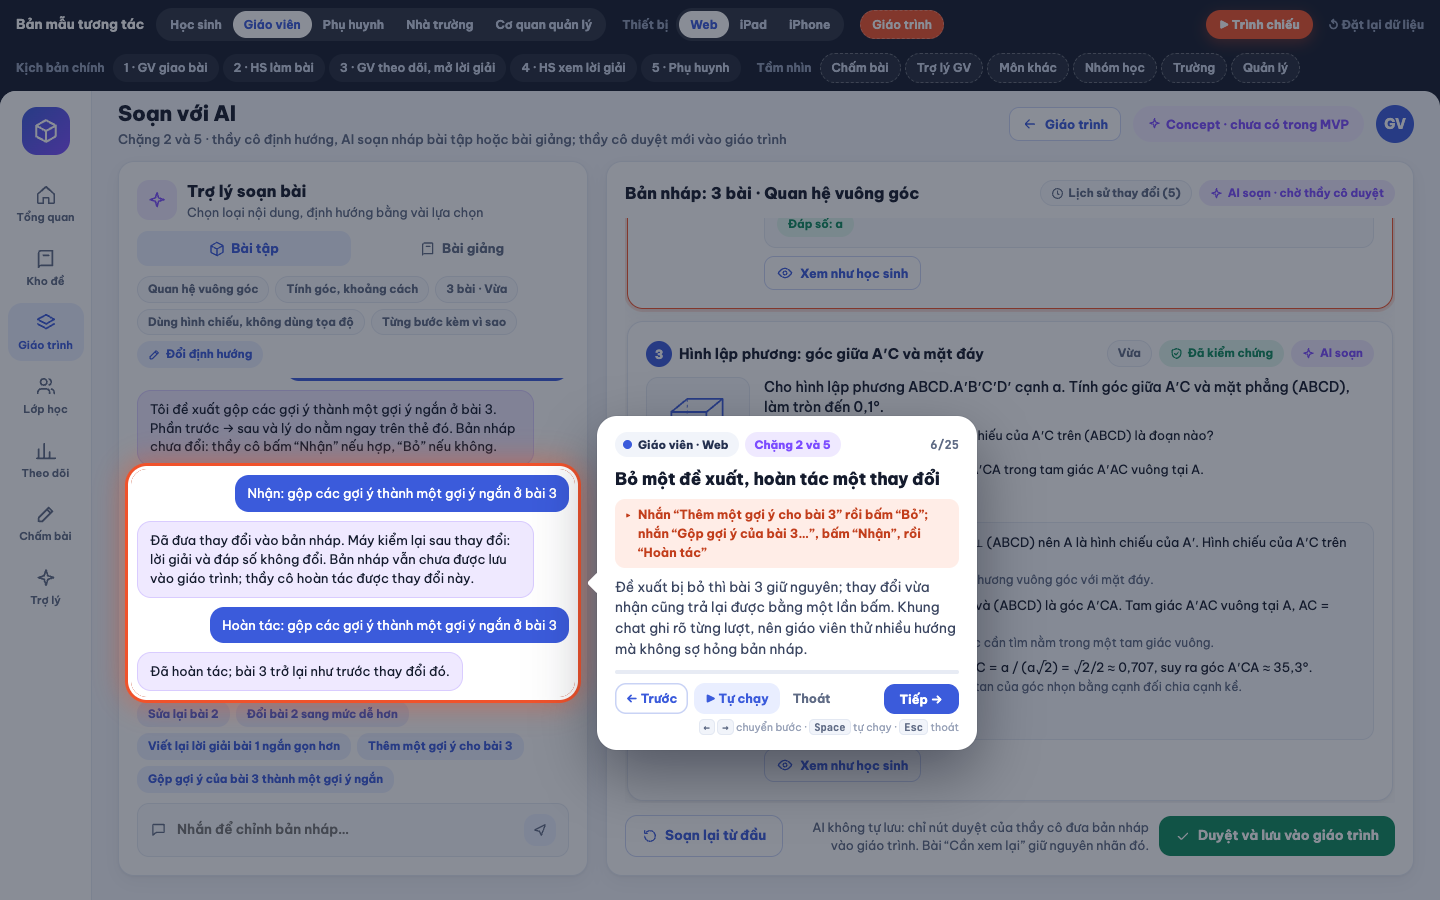 Bản mẫu tương tác
Học sinh
Giáo viên
Phụ huynh
Nhà trường
Cơ quan quản lý
Thiết bị
Web
iPad
iPhone
Giáo trình
Trình chiếu
Đặt lại dữ liệu
Kịch bản chính
1 · GV giao bài
2 · HS làm bài
3 · GV theo dõi, mở lời giải
4 · HS xem lời giải
5 · Phụ huynh
Tầm nhìn
Chấm bài
Trợ lý GV
Môn khác
Nhóm học
Trường
Quản lý
Soạn với AI
Chặng 2 và 5 · thầy cô định hướng, AI soạn nháp bài tập hoặc bài giảng; thầy cô duyệt mới vào giáo trình
← Giáo trình
Concept · chưa có trong MVP
GV
Tổng quan
Kho đề
Giáo trình
Lớp học
Theo dõi
Chấm bài
Trợ lý
Trợ lý soạn bài
Chọn loại nội dung, định hướng bằng vài lựa chọn
Bài tập
Bài giảng
Quan hệ vuông góc
Tính góc, khoảng cách
3 bài · Vừa
Dùng hình chiếu, không dùng tọa độ
Từng bước kèm vì sao
Đổi định hướng
Tôi đề xuất gộp các gợi ý thành một gợi ý ngắn ở bài 3.
Phần trước → sau và lý do nằm ngay trên thẻ đó. Bản nháp
chưa đổi: thầy cô bấm “Nhận” nếu hợp, “Bỏ” nếu không.
Nhận: gộp các gợi ý thành một gợi ý ngắn ở bài 3
Đã đưa thay đổi vào bản nháp. Máy kiểm lại sau thay đổi:
lời giải và đáp số không đổi. Bản nháp vẫn chưa được lưu
vào giáo trình; thầy cô hoàn tác được thay đổi này.
Hoàn tác: gộp các gợi ý thành một gợi ý ngắn ở bài 3
Đã hoàn tác; bài 3 trở lại như trước thay đổi đó.
Sửa lại bài 2
Đổi bài 2 sang mức dễ hơn
Viết lại lời giải bài 1 ngắn gọn hơn
Thêm một gợi ý cho bài 3
Gộp gợi ý của bài 3 thành một gợi ý ngắn
Nhắn để chỉnh bản nháp...
Bản nháp: 3 bài · Quan hệ vuông góc
Lịch sử thay đổi (5)
AI soạn · chờ thầy cô duyệt
Đáp số: a
Xem như học sinh
3
Hình lập phương: góc giữa A′C và mặt đáy
Vừa
Đã kiểm chứng
AI soạn
Cho hình lập phương ABCD.A′B′C′D′ cạnh a. Tính góc giữa A′C và mặt phẳng (ABCD),
làm tròn đến 0,1°.
hiếu của A′C trên (ABCD) là đoạn nào?
′CA trong tam giác A′AC vuông tại A.
⊥ (ABCD) nên A là hình chiếu của A′. Hình chiếu của A′C trên
hương vuông góc với mặt đáy.
và (ABCD) là góc A′CA. Tam giác A′AC vuông tại A, AC =
c cần tìm nằm trong một tam giác vuông.
C = a / (a√2) = √2/2 ≈ 0,707, suy ra góc A′CA ≈ 35,3°.
tan của góc nhọn bằng cạnh đối chia cạnh kề.
Xem như học sinh
Soạn lại từ đầu
AI không tự lưu: chỉ nút duyệt của thầy cô đưa bản nháp
vào giáo trình. Bài “Cần xem lại” giữ nguyên nhãn đó.
Duyệt và lưu vào giáo trình
Giáo viên · Web
Chặng 2 và 5
6/25
Bỏ một đề xuất, hoàn tác một thay đổi
Nhắn “Thêm một gợi ý cho bài 3” rồi bấm “Bỏ”;
nhắn “Gộp gợi ý của bài 3...”, bấm “Nhận”, rồi
“Hoàn tác”
Đề xuất bị bỏ thì bài 3 giữ nguyên; thay đổi vừa
nhận cũng trả lại được bằng một lần bấm. Khung
chat ghi rõ từng lượt, nên giáo viên thử nhiều hướng
mà không sợ hỏng bản nháp.
← Trước
Tự chạy
Thoát
Tiếp →
← → chuyển bước · Space tự chạy · Esc thoát